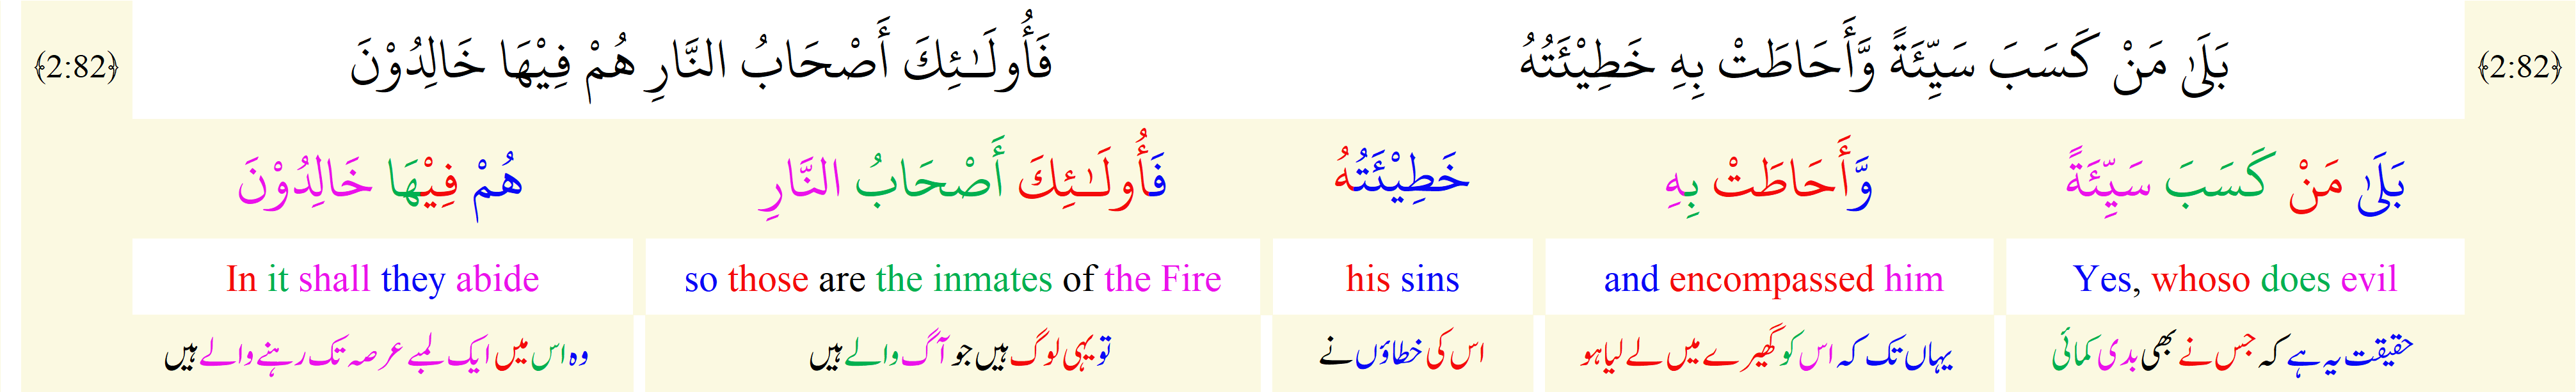 ﴿2:82﴾ بَلَىٰ مَنْ كَسَبَ سَيِّئَةً وَّأَحَاطَتْ بِهِ خَطِيْئَتُهُ فَأُولَـٰئِكَ أَصْحَابُ النَّارِ هُمْ فِيْهَا خَالِدُوْنَ ﴿2:82﴾
بَلَىٰ مَنْ كَسَبَ سَيِّئَةً وَّأَحَاطَتْ بِهِ خَطِيْئَتُهُ فَأُولَـٰئِكَ أَصْحَابُ النَّارِ هُمْ فِيْهَا خَالِدُوْنَ
In it shall they abide so those are the inmates of the Fire his sins and encompassed him Yes, whoso does evil
حقیقت یہ ہے کہ جس نے بھی بدی کمائی یہاں تک کہ اس کو گھیرے میں لے لیا ہو اس کی خطاؤں نے تو یہی لوگ ہیں جو آگ والے ہیں وہ اس میں ایک لمبے عرصہ تک رہنے والے ہیں